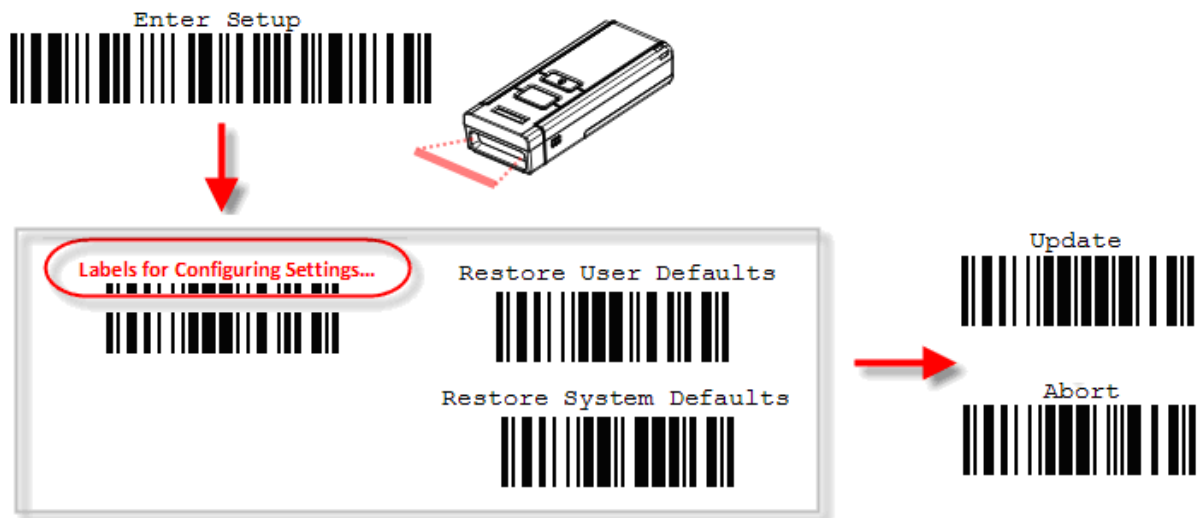 Enter Setup
Labels for Configuring Settings...
Restore User Defaults
Restore System Defaults
Update
Abort